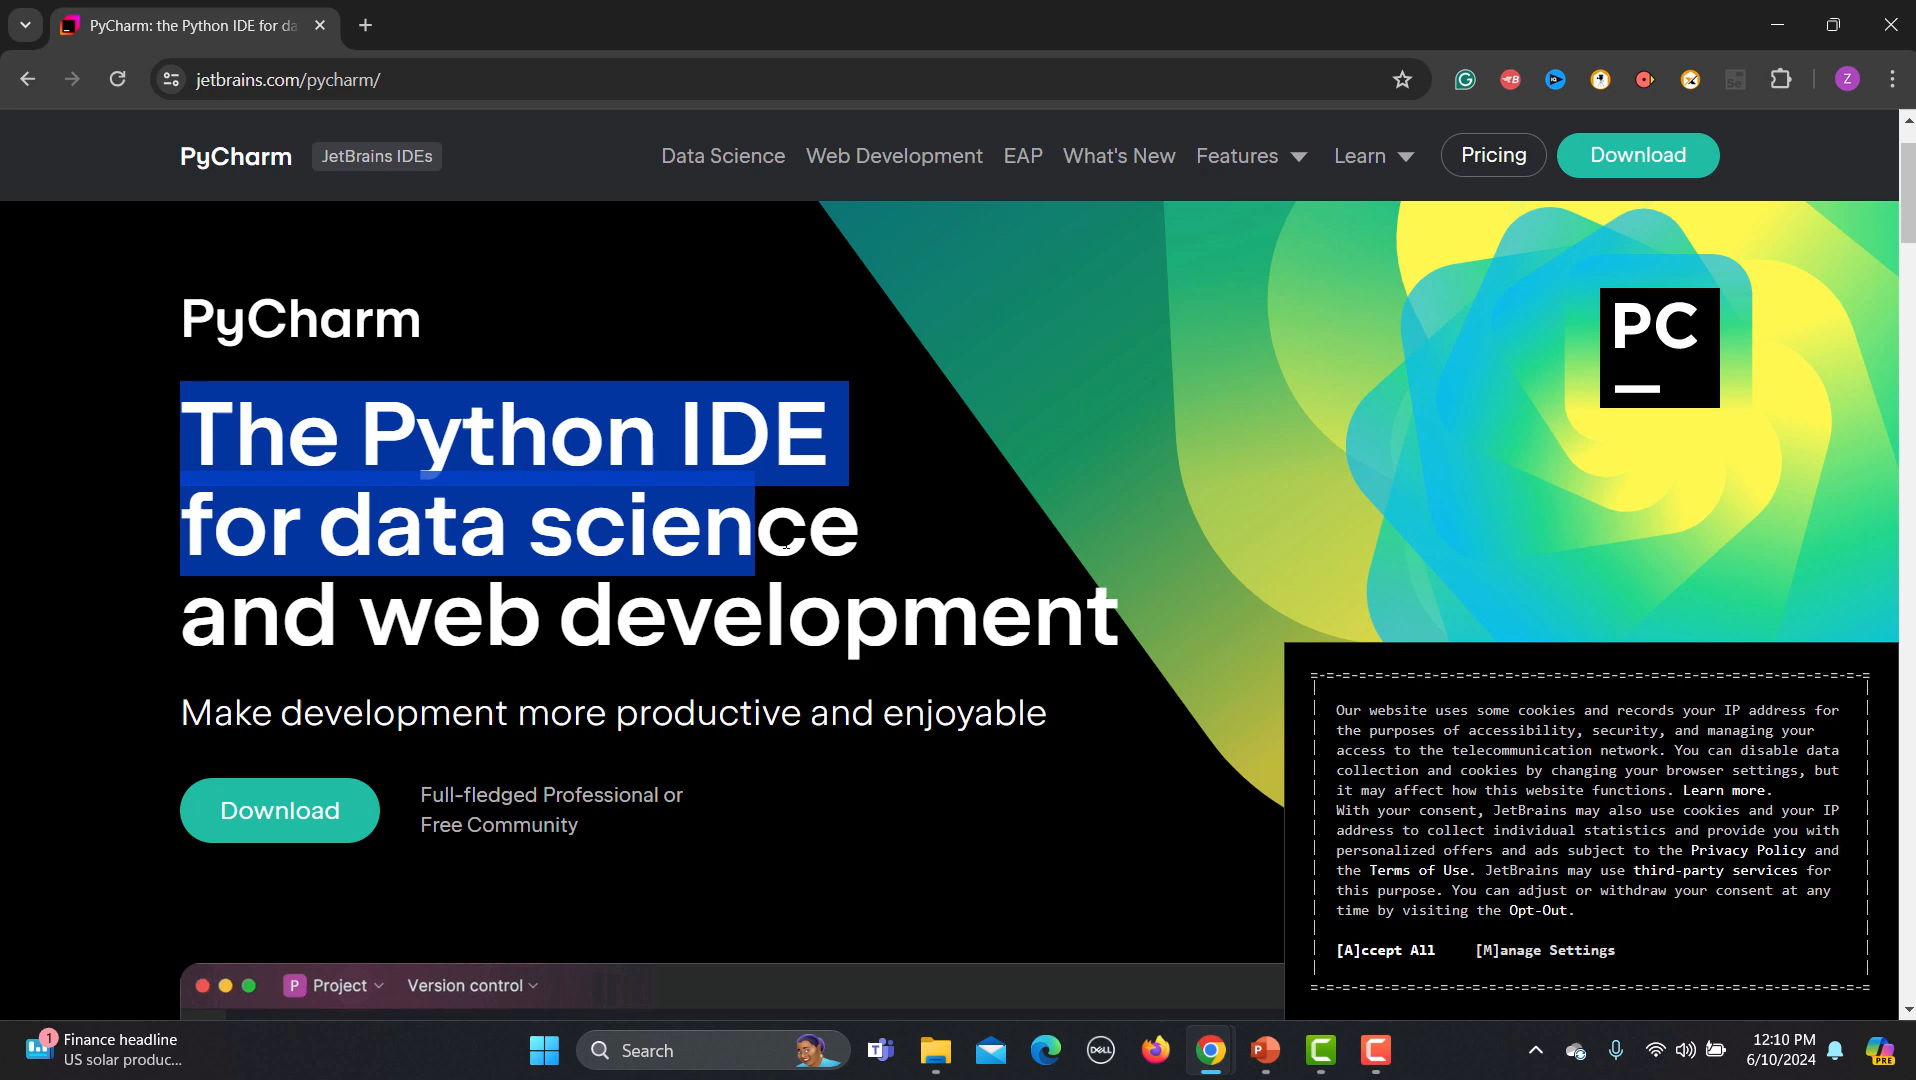 PyCharm: the Python IDE for da
jetbrains.com/pycharm/
Z
PyCharm
JetBrains IDEs
Data Science
Web Development
EAP
What's New
Features
Learn
Pricing
Download
PyCharm
PC
The Python IDE
for data science
and web development
Make development more productive and enjoyable
Download
Full-fledged Professional or
Free Community
Our website uses some cookies and records your IP address for
the purposes of accessibility, security, and managing your
access to the telecommunication network. You can disable data
collection and cookies by changing your browser settings, but
it may affect how this website functions. Learn more.
With your consent, JetBrains may also use cookies and your IP
address to collect individual statistics and provide you with
personalized offers and ads subject to the Privacy Policy and
the Terms of Use. JetBrains may use third-party services for
this purpose. You can adjust or withdraw your consent at any
time by visiting the Opt-Out.
[A]ccept All
[M]anage Settings
P
Project
Version control
1
Finance headline
US solar produc...
Search
DELL
12:10 PM
6/10/2024
PRE